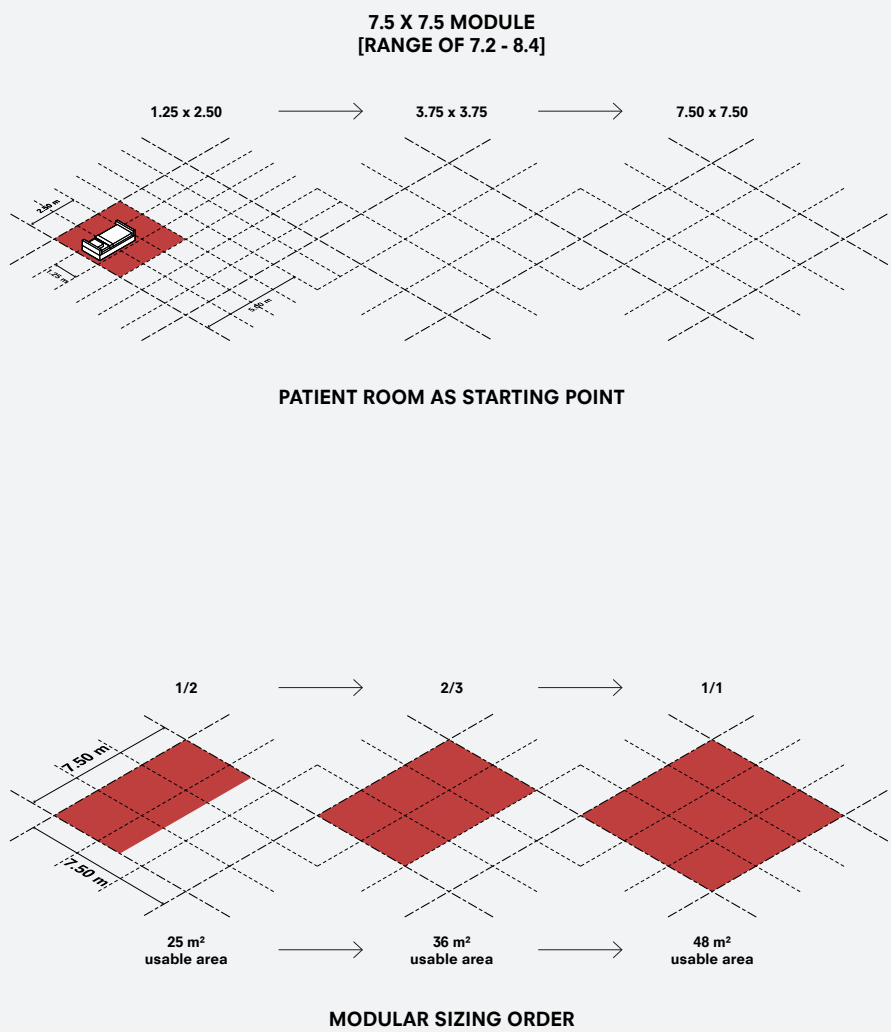 7.5 X 7.5 MODULE
[RANGE OF 7.2 - 8.4]
1.25 x 2.50
3.75 x 3.75
7.50 x 7.50
2.50 m
1.25 m
5.00 m
PATIENT ROOM AS STARTING POINT
1/2
2/3
1/1
7.50 m
7.50 m
25 m²
usable area
36 m²
usable area
48 m²
usable area
MODULAR SIZING ORDER